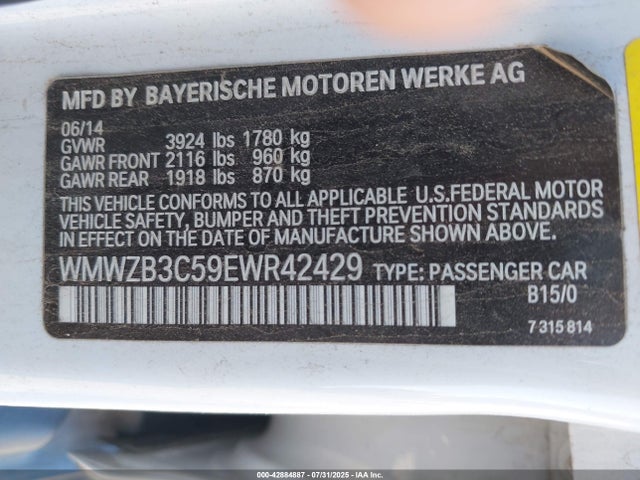 MFD BY BAYERISCHE MOTOREN WERKE AG
06/14
GVWR 3924 lbs 1780 kg
GAWR FRONT 2116 lbs 960 kg
GAWR REAR 1918 lbs 870 kg
THIS VEHICLE CONFORMS TO ALL APPLICABLE U.S.FEDERAL MOTOR
VEHICLE SAFETY, BUMPER AND THEFT PREVENTION STANDARDS
IN EFFECT ON THE DATE OF MANUFACTURE SHOWN ABOVE.
WMWZB3C59EWR42429 TYPE: PASSENGER CAR
B15/0
7 315 814
000-42884887 - 07/31/2025 - IAA Inc.